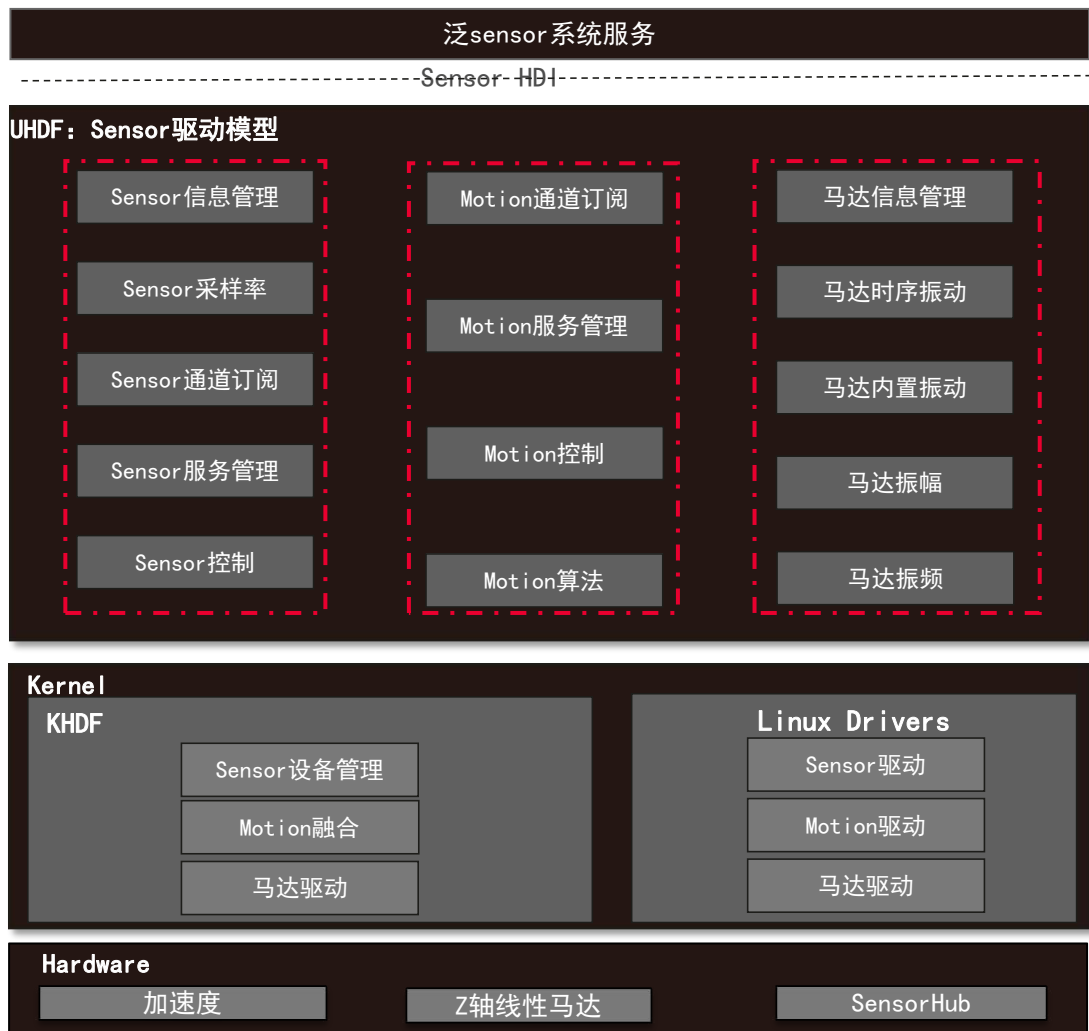 泛sensor系统服务
Sensor HDI
UHDF：Sensor驱动模型
Sensor信息管理
Sensor采样率
Sensor通道订阅
Sensor服务管理
Sensor控制
Motion通道订阅
Motion服务管理
Motion控制
Motion算法
马达信息管理
马达时序振动
马达内置振动
马达振幅
马达振频
Kernel
KHDF
Sensor设备管理
Motion融合
马达驱动
Linux Drivers
Sensor驱动
Motion驱动
马达驱动
Hardware
加速度
Z轴线性马达
SensorHub